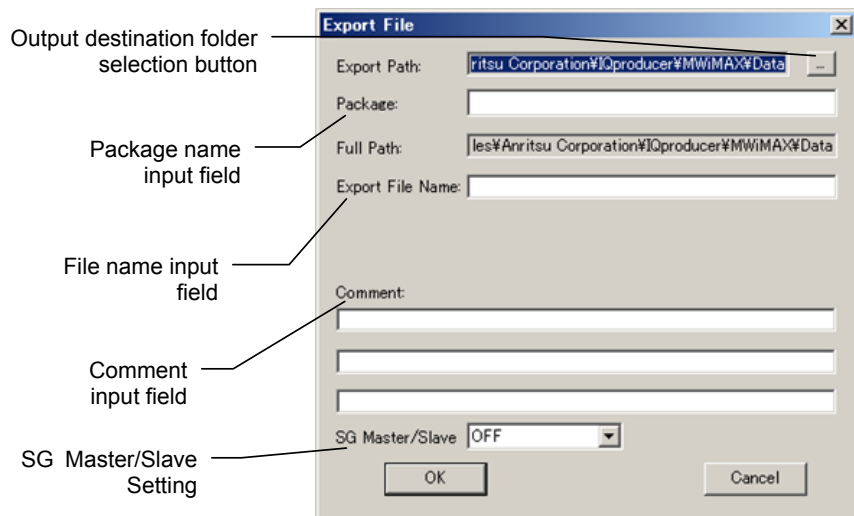 Export File
Output destination folder
selection button
Export Path: ritsu Corporation¥IQproducer¥MWiMAX¥Data ...
Package:
Package name
input field
Full Path: les¥Anritsu Corporation¥IQproducer¥MWiMAX¥Data
Export File Name:
File name input
field
Comment:
Comment
input field
SG Master/Slave OFF
SG Master/Slave
Setting
OK Cancel